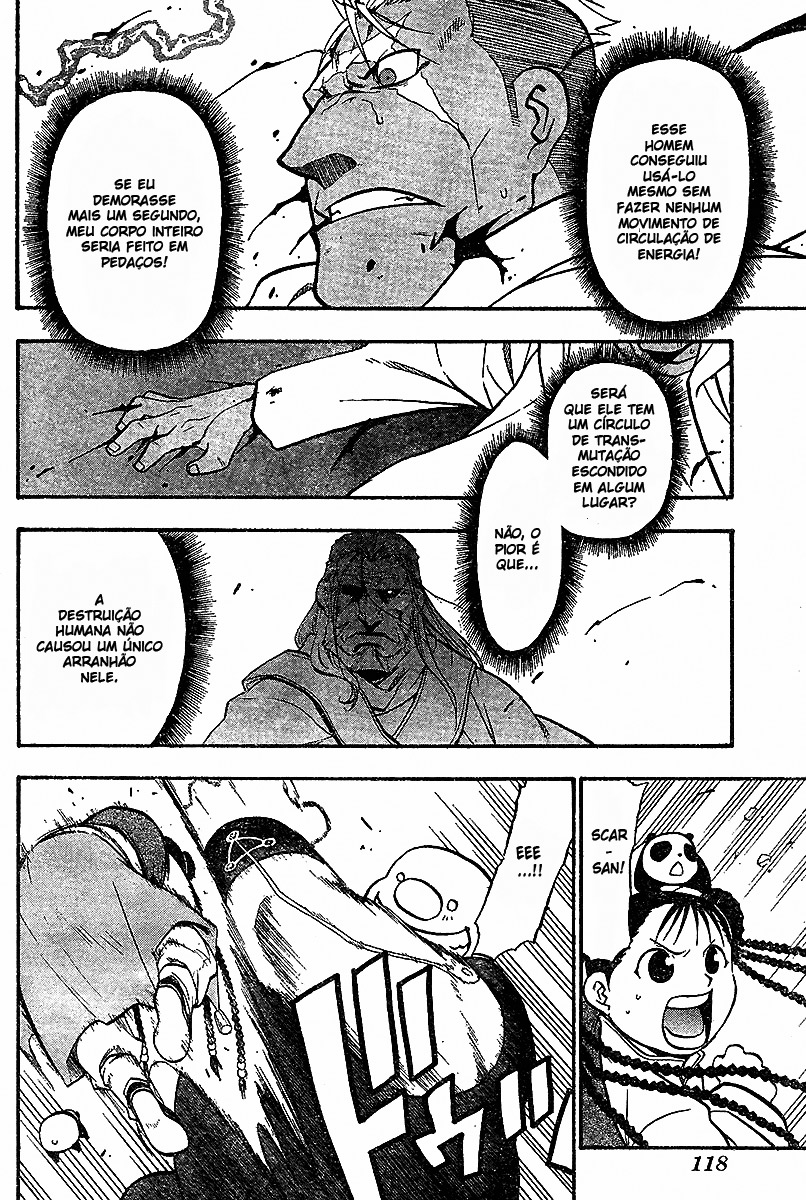 ESSE
HOMEM
CONSEGUIU
USÁ-LO
MESMO SEM
FAZER NENHUM
MOVIMENTO DE
CIRCULAÇÃO DE
ENERGIA!
SE EU
DEMORASSE
MAIS UM SEGUNDO,
MEU CORPO INTEIRO
SERIA FEITO EM
PEDAÇOS!
SERÁ
QUE ELE TEM
UM CÍRCULO
DE TRANS-
MUTAÇÃO
ESCONDIDO
EM ALGUM
LUGAR?
NÃO, O
PIOR É
QUE...
A
DESTRUIÇÃO
HUMANA NÃO
CAUSOU UM ÚNICO
ARRANHÃO
NELE.
SCAR
-
SAN!
EEE
...!!
ドッ
118